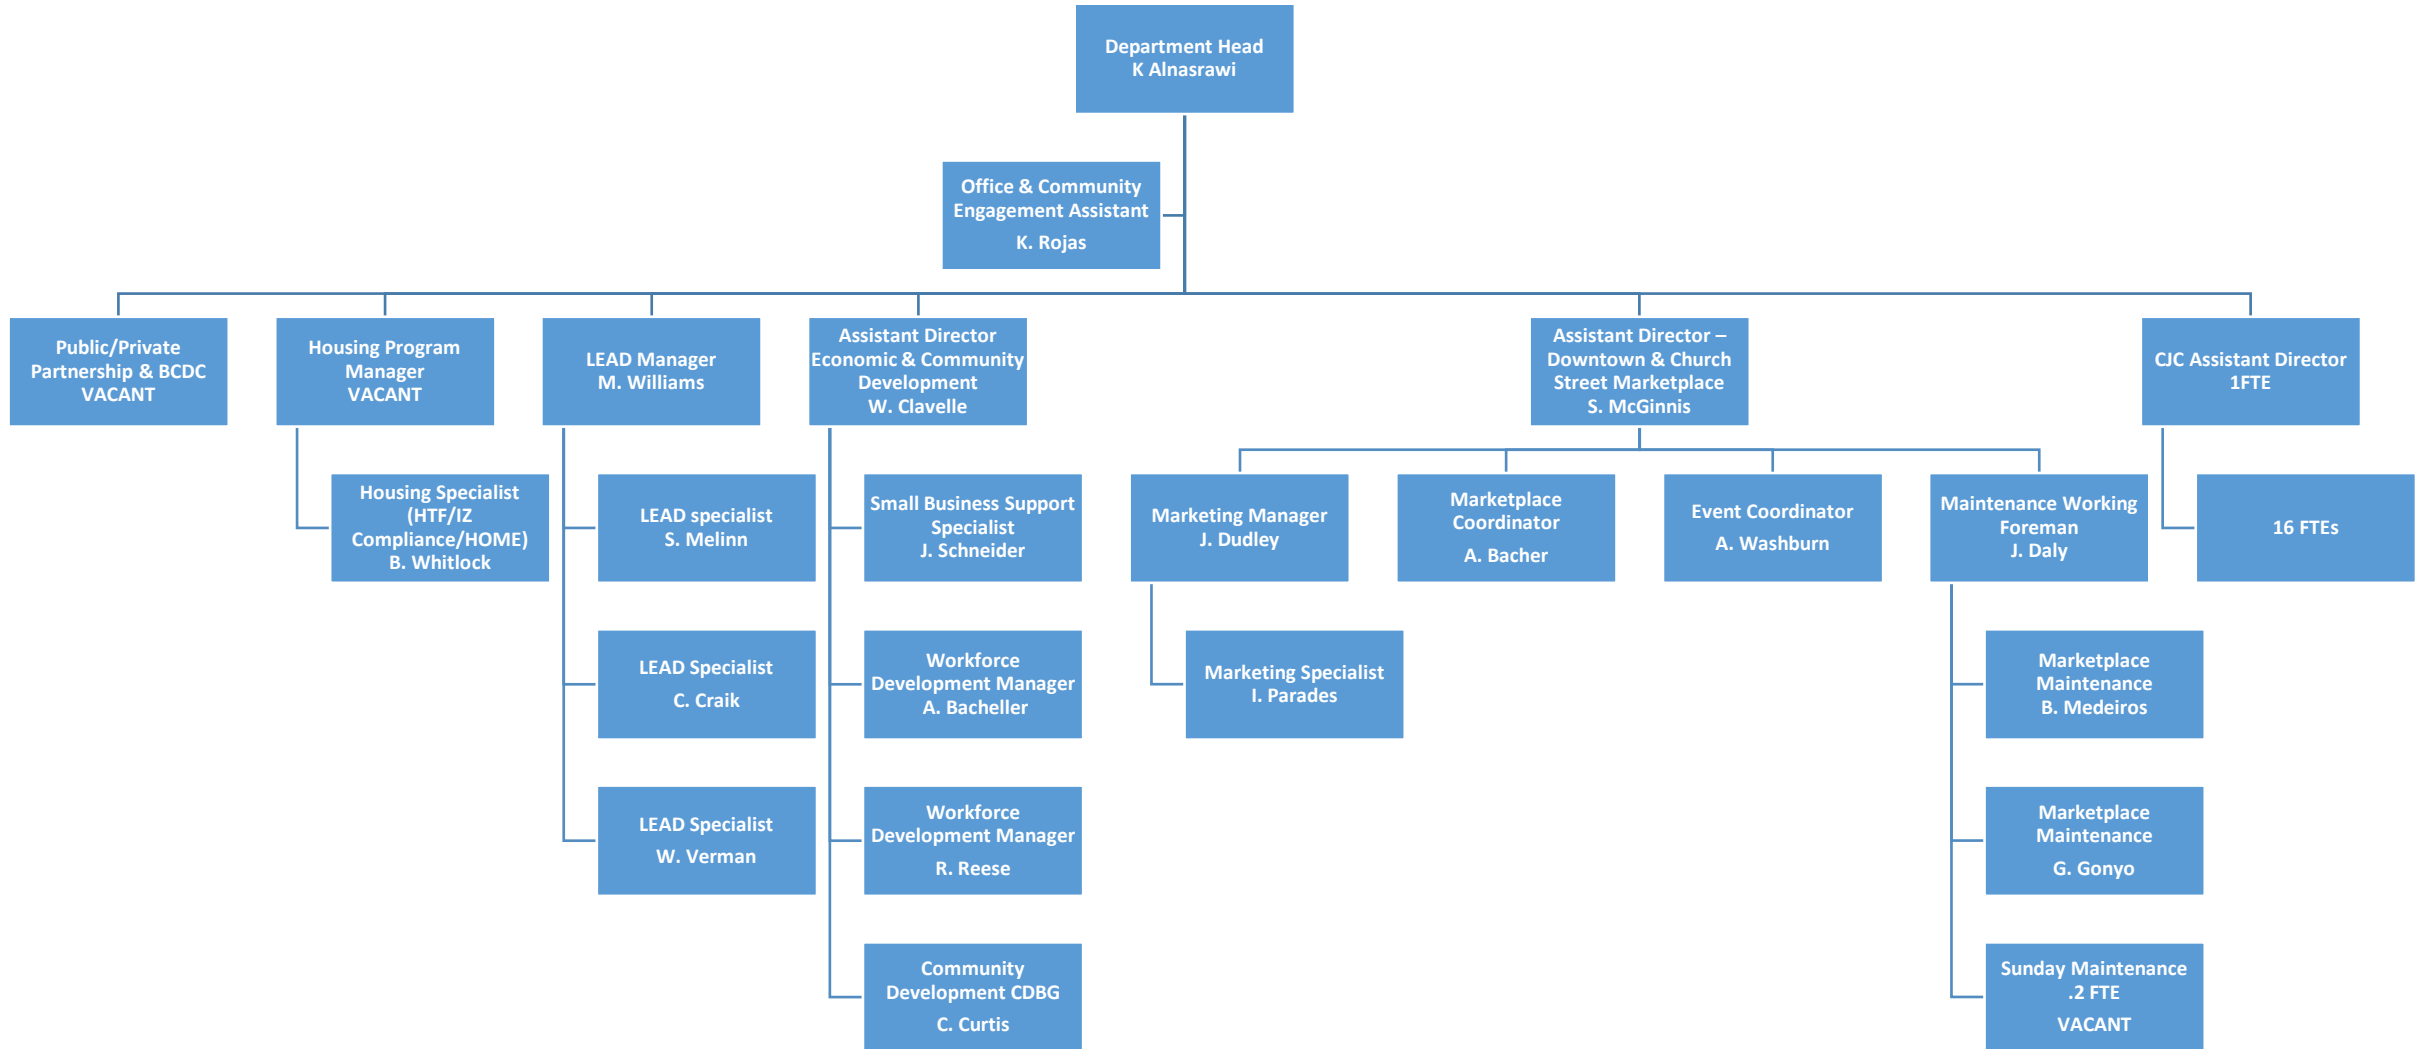 Department Head
K Alnasrawi
Office & Community
Engagement Assistant
K. Rojas
Public/Private
Partnership & BCDC
VACANT
Housing Program
Manager
VACANT
LEAD Manager
M. Williams
Assistant Director
Economic & Community
Development
W. Clavelle
Assistant Director –
Downtown & Church
Street Marketplace
S. McGinnis
CJC Assistant Director
1FTE
Housing Specialist
(HTF/IZ
Compliance/HOME)
B. Whitlock
LEAD specialist
S. Melinn
Small Business Support
Specialist
J. Schneider
Marketing Manager
J. Dudley
Marketplace
Coordinator
A. Bacher
Event Coordinator
A. Washburn
Maintenance Working
Foreman
J. Daly
16 FTEs
LEAD Specialist
C. Craik
Workforce
Development Manager
A. Bacheller
Marketing Specialist
I. Parades
Marketplace
Maintenance
B. Medeiros
LEAD Specialist
W. Verman
Workforce
Development Manager
R. Reese
Marketplace
Maintenance
G. Gonyo
Community
Development CDBG
C. Curtis
Sunday Maintenance
.2 FTE
VACANT